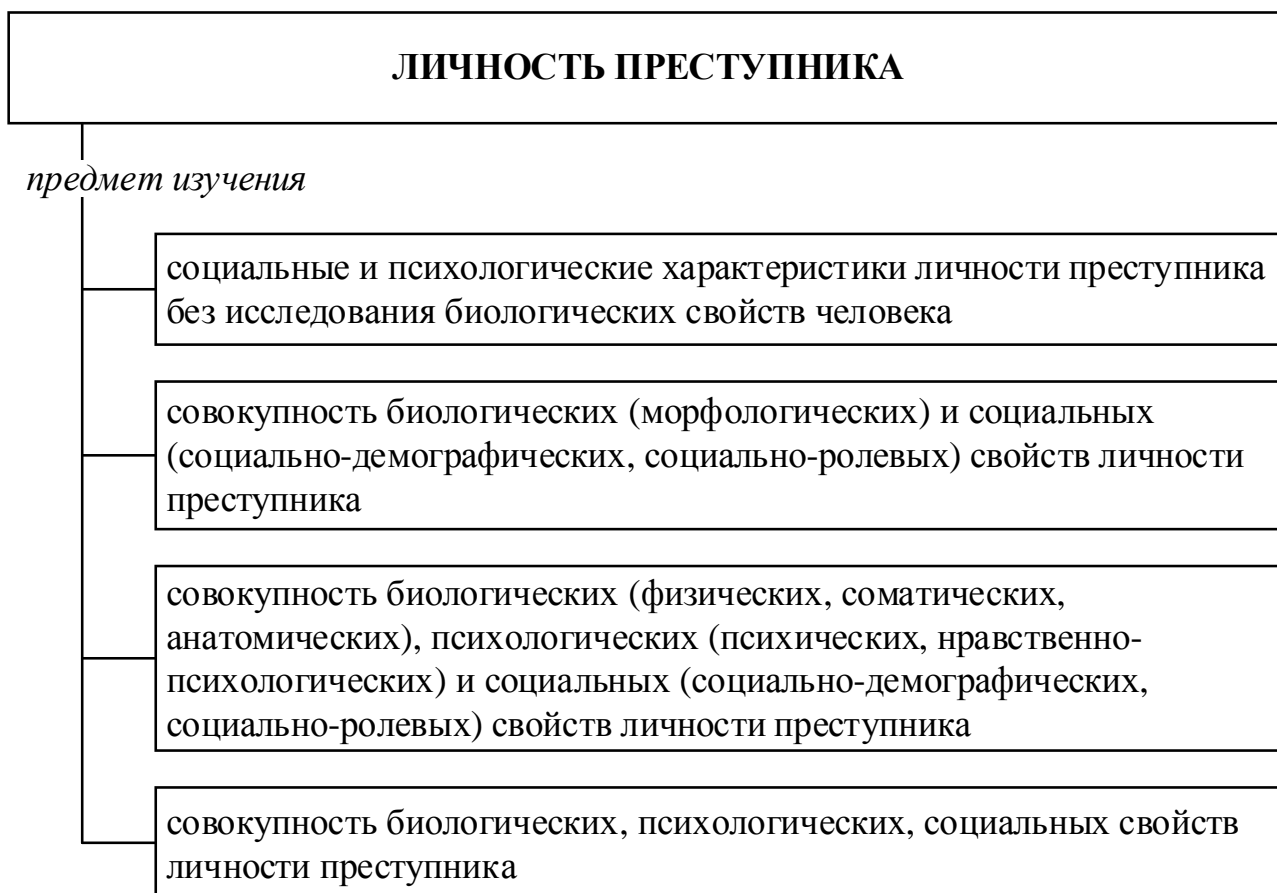 ЛИЧНОСТЬ ПРЕСТУПНИКА
предмет изучения
социальные и психологические характеристики личности преступника
без исследования биологических свойств человека
совокупность биологических (морфологических) и социальных
(социально-демографических, социально-ролевых) свойств личности
преступника
совокупность биологических (физических, соматических,
анатомических), психологических (психических, нравственно-
психологических) и социальных (социально-демографических,
социально-ролевых) свойств личности преступника
совокупность биологических, психологических, социальных свойств
личности преступника